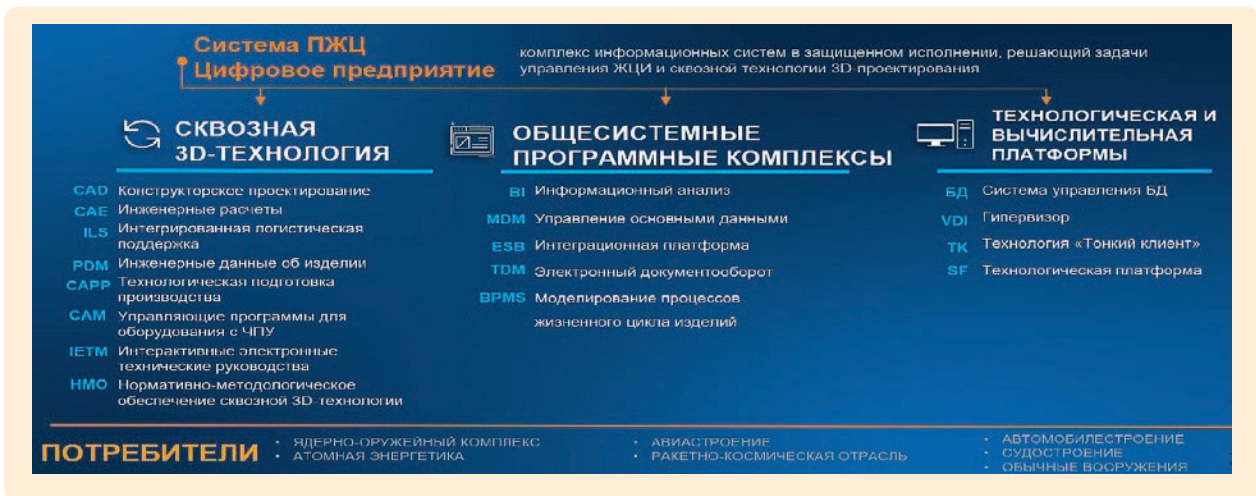 Система ПЖЦ
Цифровое предприятие
комплекс информационных систем в защищенном исполнении, решающий задачи
управления ЖЦИ и сквозной технологии 3D-проектирования
СКВОЗНАЯ
3D-ТЕХНОЛОГИЯ
CAD Конструкторское проектирование
CAE Инженерные расчеты
ILS Интегрированная логистическая
поддержка
PDM Инженерные данные об изделии
CAPP Технологическая подготовка
производства
CAM Управляющие программы для
оборудования с ЧПУ
IETM Интерактивные электронные
технические руководства
НМО Нормативно-методологическое
обеспечение сквозной 3D-технологии
ОБЩЕСИСТЕМНЫЕ
ПРОГРАММНЫЕ КОМПЛЕКСЫ
BI Информационный анализ
MDM Управление основными данными
ESB Интеграционная платформа
TDM Электронный документооборот
BPMS Моделирование процессов
жизненного цикла изделий
ТЕХНОЛОГИЧЕСКАЯ И
ВЫЧИСЛИТЕЛЬНАЯ
ПЛАТФОРМЫ
БД Система управления БД
VDI Гипервизор
ТК Технология «Тонкий клиент»
SF Технологическая платформа
ПОТРЕБИТЕЛИ
• ЯДЕРНО-ОРУЖЕЙНЫЙ КОМПЛЕКС
• АТОМНАЯ ЭНЕРГЕТИКА
• АВИАСТРОЕНИЕ
• РАКЕТНО-КОСМИЧЕСКАЯ ОТРАСЛЬ
• АВТОМОБИЛЕСТРОЕНИЕ
• СУДОСТРОЕНИЕ
• ОБЫЧНЫЕ ВООРУЖЕНИЯ